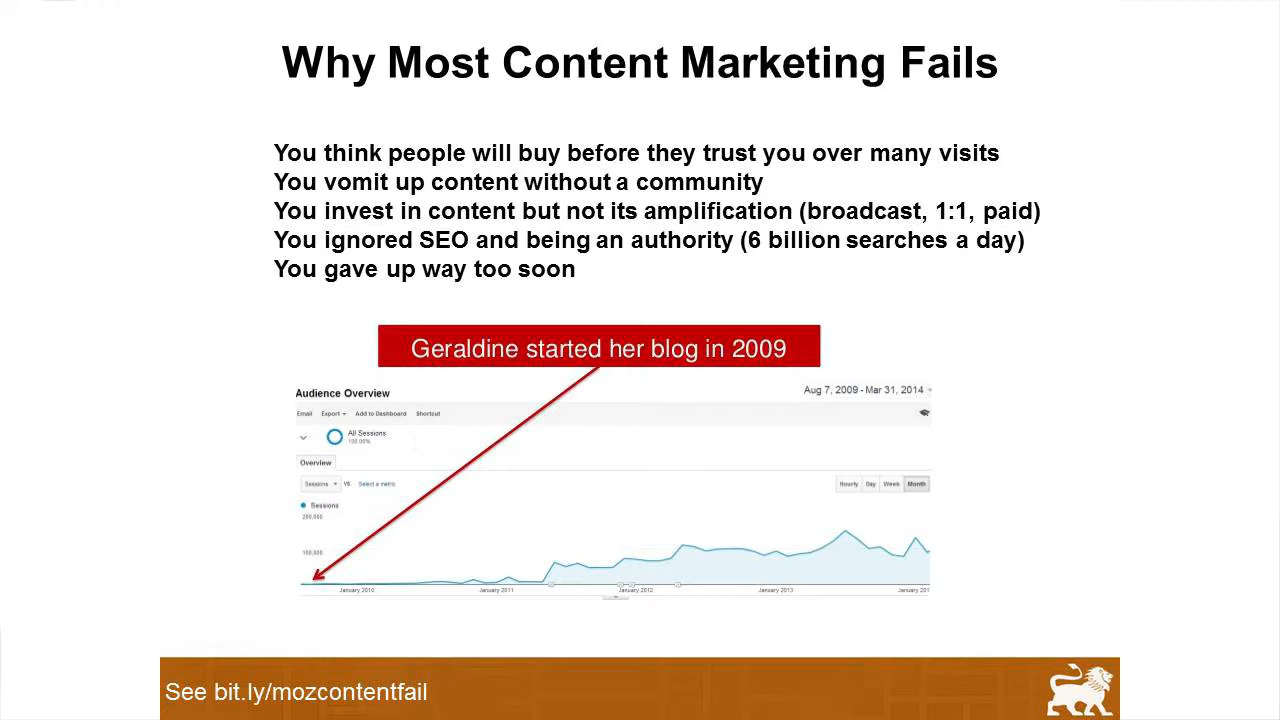 Why Most Content Marketing Fails
You think people will buy before they trust you over many visits
You vomit up content without a community
You invest in content but not its amplification (broadcast, 1:1, paid)
You ignored SEO and being an authority (6 billion searches a day)
You gave up way too soon
Geraldine started her blog in 2009
Audience Overview
Aug 7, 2009 - Mar 31, 2014
Email Export Add to Dashboard Shortcut
All Sessions
100.00%
Overview
Sessions VS Select a metric
Hourly Day Week Month
Sessions
200,000
100,000
January 2010 January 2011 January 2012 January 2013 January 201
See bit.ly/mozcontentfail